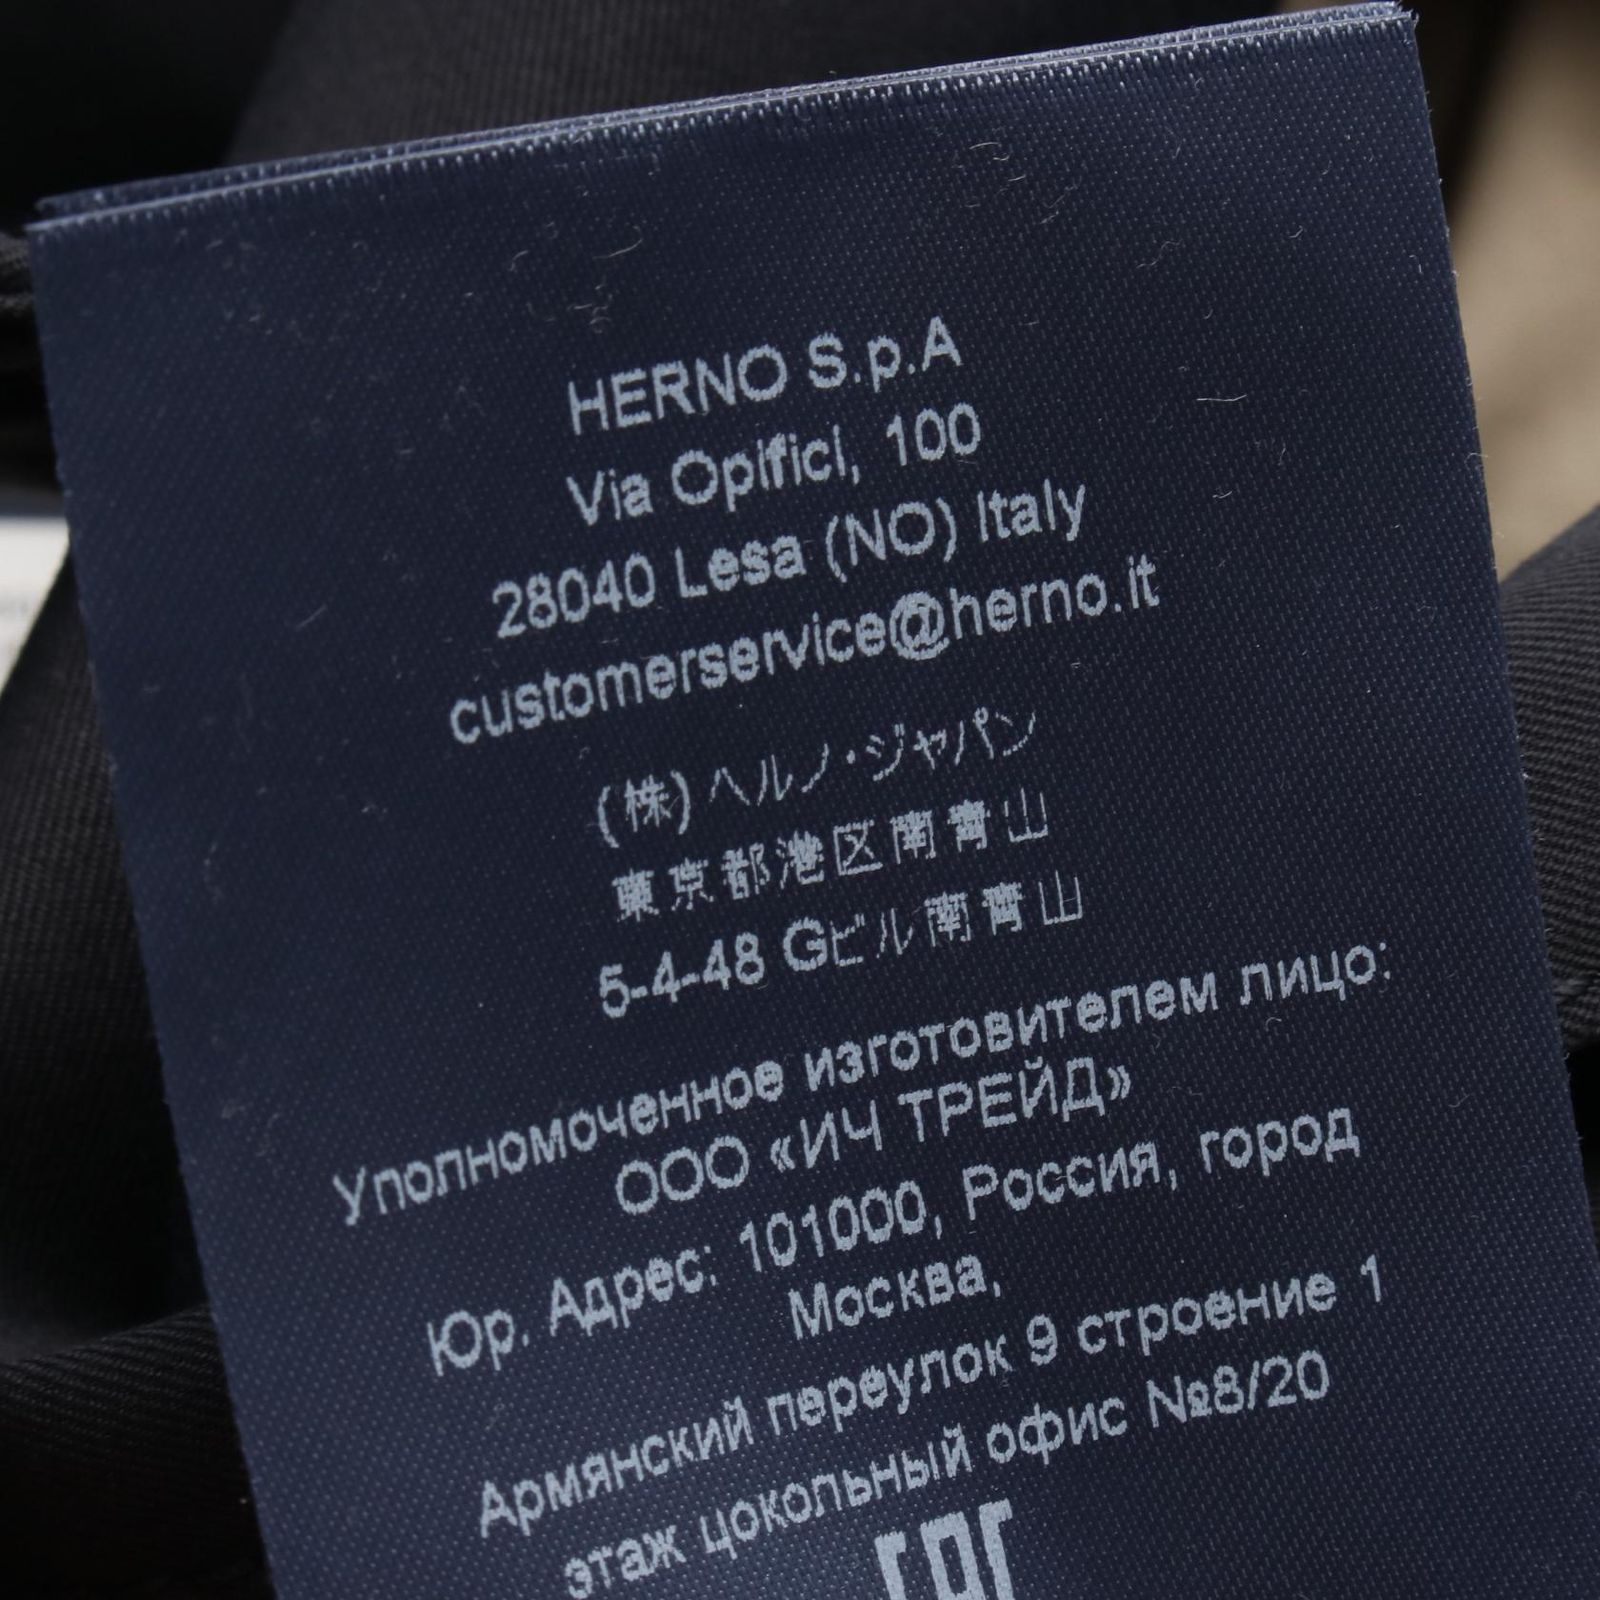 HERNO S.p.A
Via Opifici, 100
28040 Lesa (NO) Italy
customerservice@herno.it
(株) ヘルノ・ジャパン
東京都港区南青山
5-4-48 Gビル南青山
Уполномоченное изготовителем лицо:
ООО «ИЧ ТРЕЙД»
Юр. Адрес: 101000, Россия, город
Москва,
Армянский переулок 9 строение 1
этаж цокольный офис №8/20